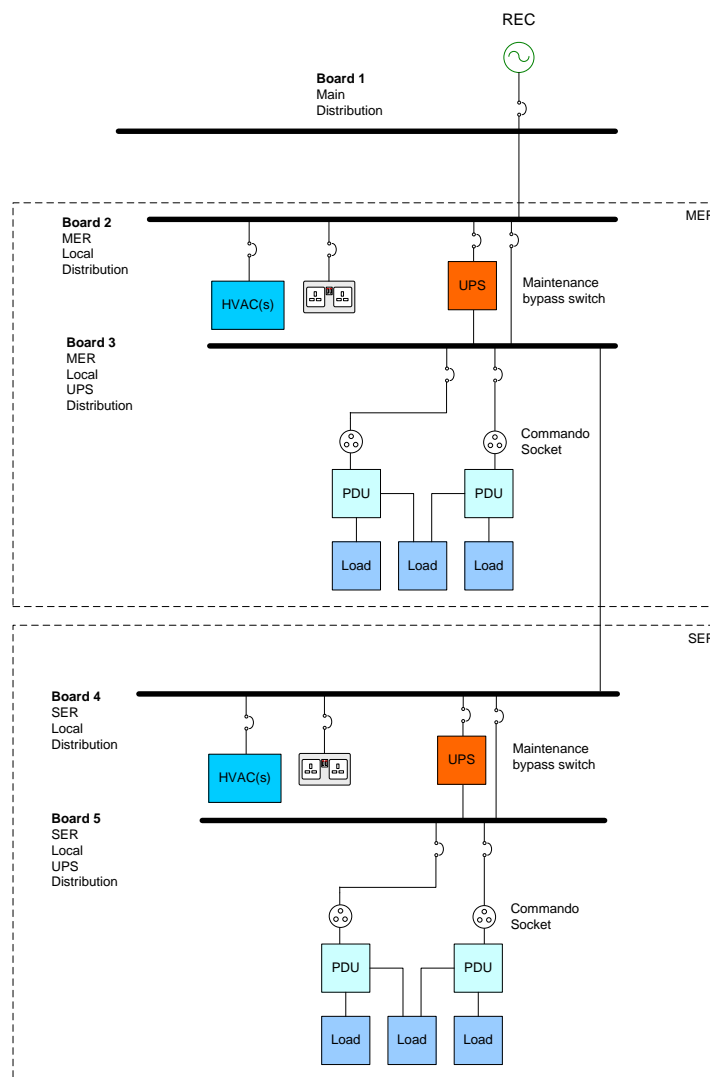 REC
Board 1
Main
Distribution
MER
Board 2
MER
Local
Distribution
HVAC(s)
UPS
Maintenance
bypass switch
Board 3
MER
Local
UPS
Distribution
Commando
Socket
PDU
PDU
Load
Load
Load
SER
Board 4
SER
Local
Distribution
HVAC(s)
UPS
Maintenance
bypass switch
Board 5
SER
Local
UPS
Distribution
Commando
Socket
PDU
PDU
Load
Load
Load